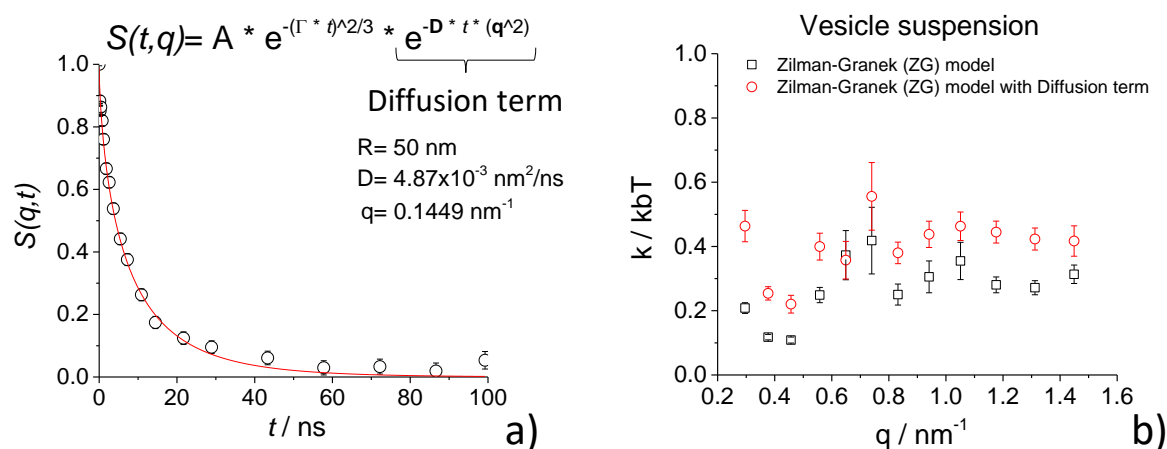 S(t,q)= A * e^-(Γ * t)^2/3 * e^-D * t * (q^2)
Diffusion term
R= 50 nm
D= 4.87x10^-3 nm^2/ns
q= 0.1449 nm^-1
1.0
0.8
0.6
0.4
0.2
0.0
S(q,t)
0
20
40
60
80
100
t / ns
a)
Vesicle suspension
Zilman-Granek (ZG) model
Zilman-Granek (ZG) model with Diffusion term
1.0
0.8
0.6
0.4
0.2
0.0
k / kbT
0.2
0.4
0.6
0.8
1.0
1.2
1.4
1.6
q / nm^-1
b)